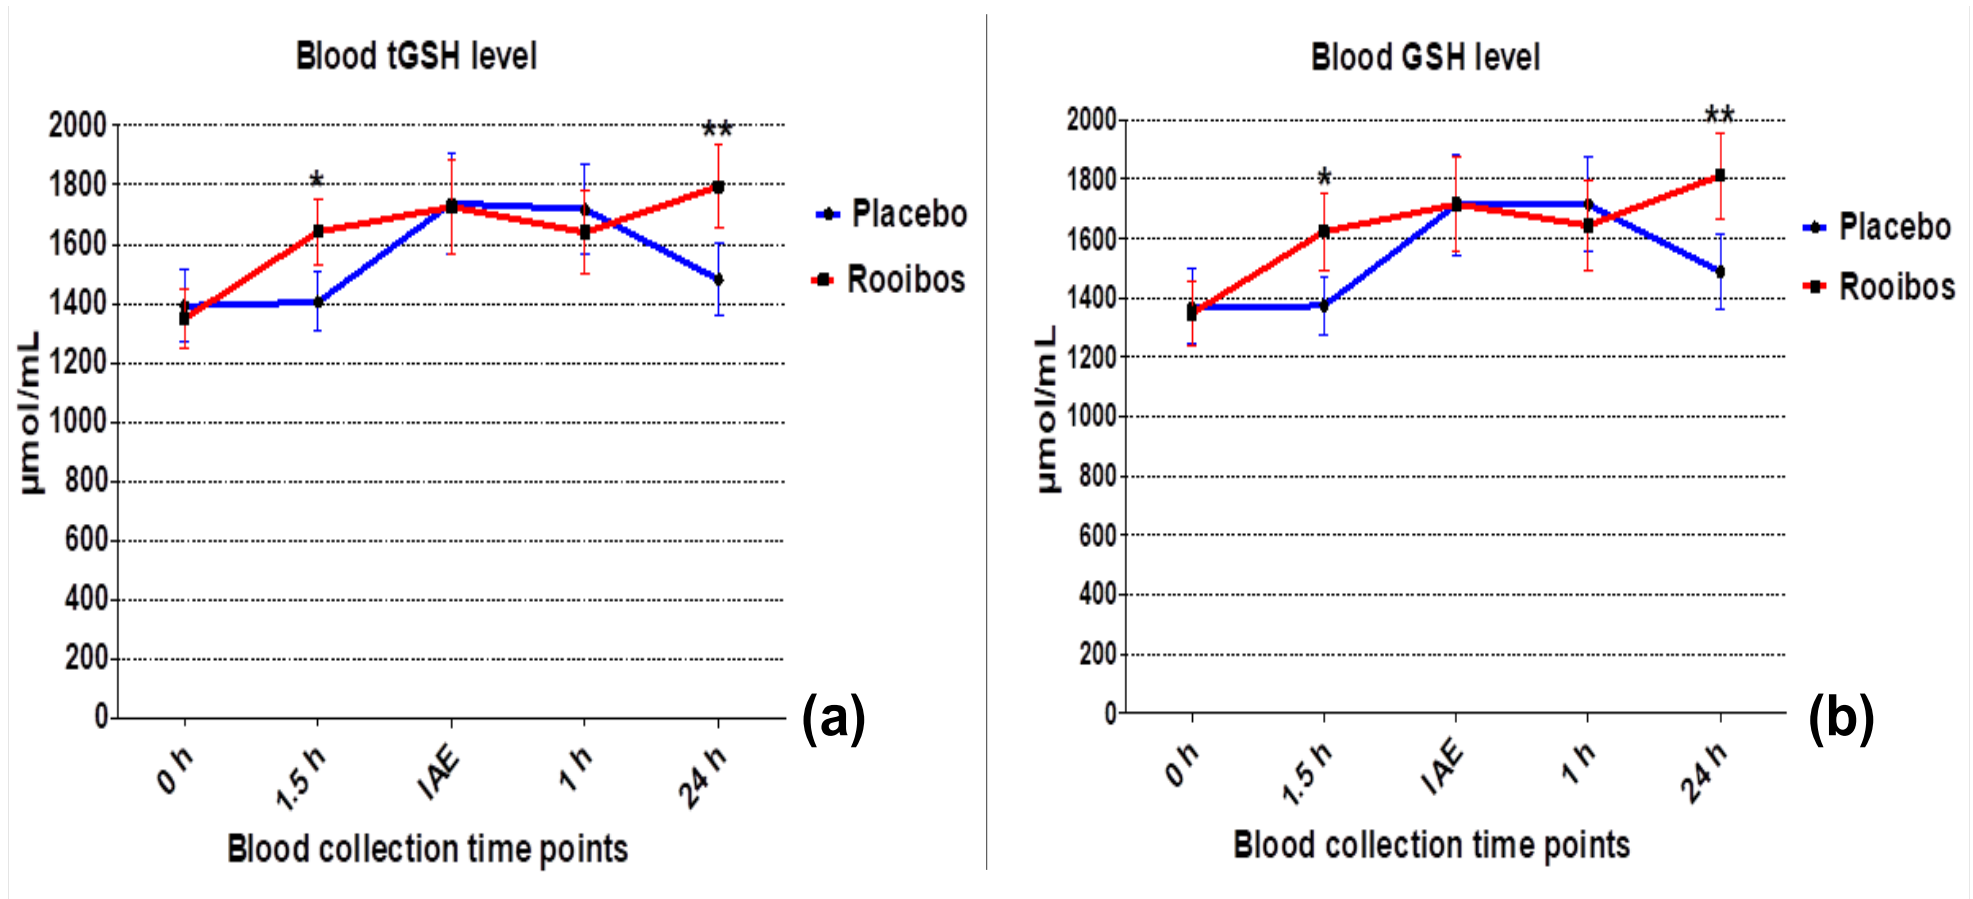 Blood tGSH level
2000
1800
1600
1400
1200
1000
800
600
400
200
0
µmol/mL
*
**
0 h
1.5 h
IAE
1 h
24 h
Blood collection time points
Placebo
Rooibos
(a)
Blood GSH level
2000
1800
1600
1400
1200
1000
800
600
400
200
0
µmol/mL
*
**
0 h
1.5 h
IAE
1 h
24 h
Blood collection time points
Placebo
Rooibos
(b)